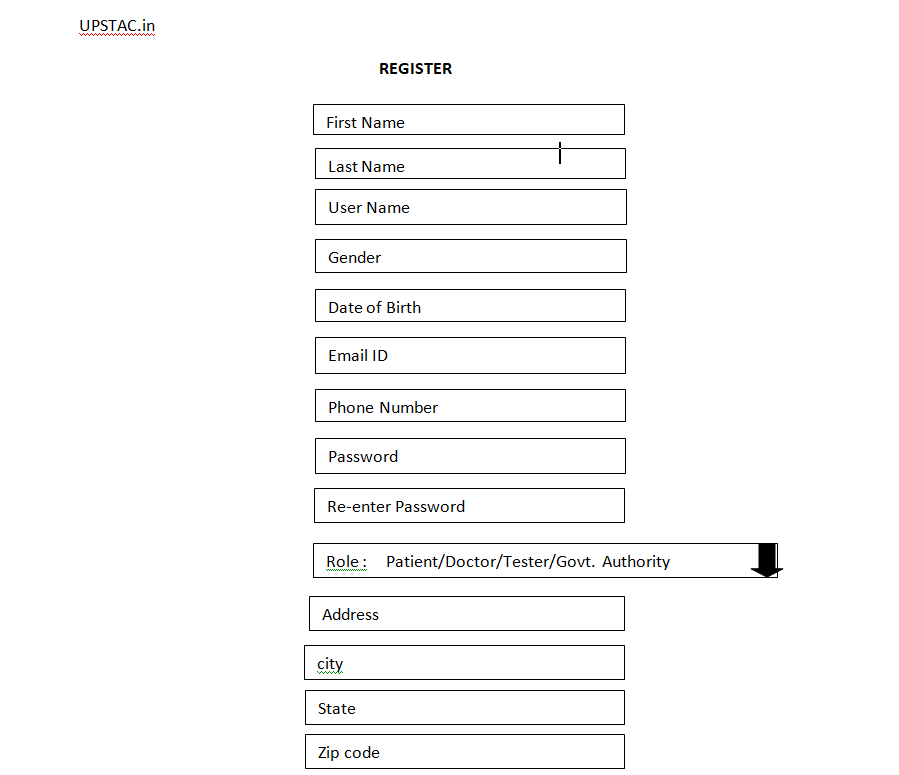 UPSTAC.in
REGISTER
First Name
Last Name
User Name
Gender
Date of Birth
Email ID
Phone Number
Password
Re-enter Password
Role : Patient/Doctor/Tester/Govt. Authority
Address
city
State
Zip code